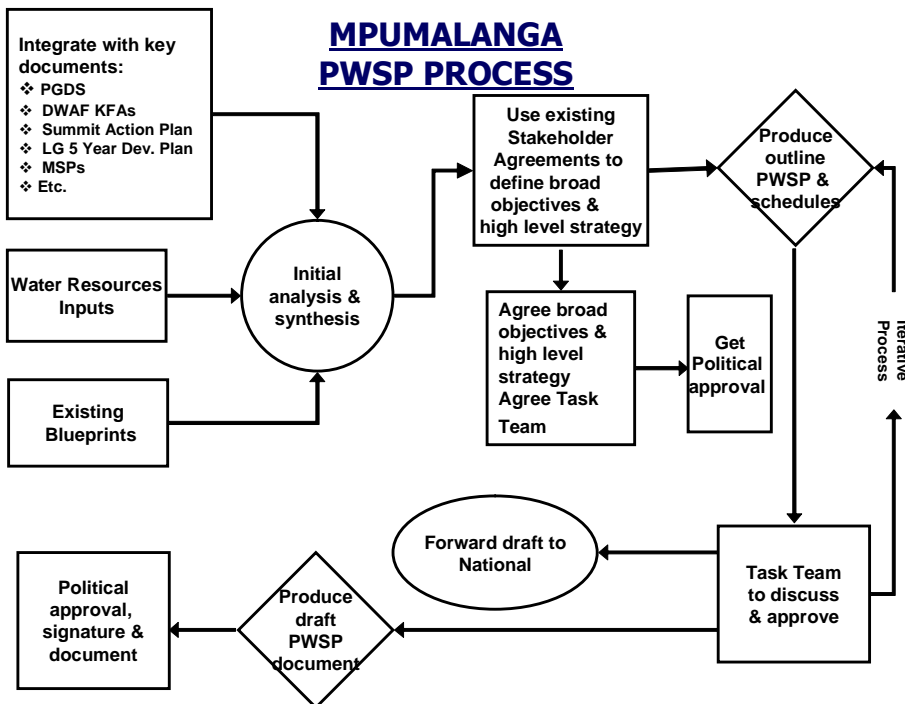 MPUMALANGA
PWSP PROCESS
Integrate with key
documents:
❖ PGDS
❖ DWAF KFAs
❖ Summit Action Plan
❖ LG 5 Year Dev. Plan
❖ MSPs
❖ Etc.
Water Resources
Inputs
Existing
Blueprints
Initial
analysis &
synthesis
Use existing
Stakeholder
Agreements to
define broad
objectives &
high level strategy
Produce
outline
PWSP &
schedules
Agree broad
objectives &
high level
strategy
Agree Task
Team
Get
Political
approval
Iterative
Process
Task Team
to discuss
& approve
Forward draft to
National
Produce
draft
PWSP
document
Political
approval,
signature &
document